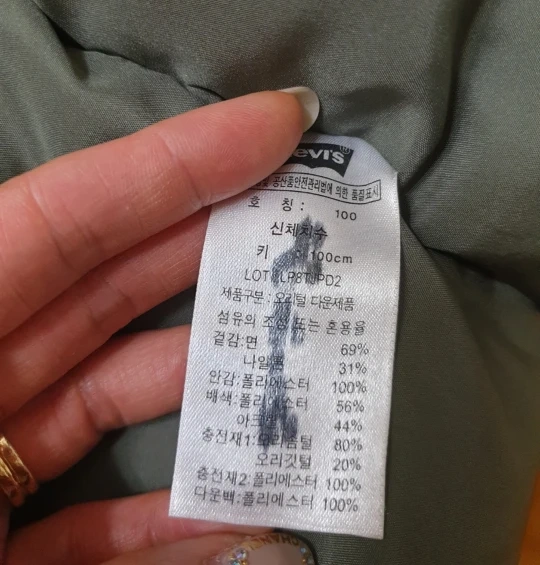 Levi's
공산품안전관리법에 의한 품질표시
호 칭 : 100
신체치수
키 100cm
제품구분 : 오리털 다운제품
섬유의 조성 또는 혼용율
겉감:면 69%
나일론 31%
안감:폴리에스터 100%
배색:폴리에스터 56%
44%
충전재1:오리솜털 80%
오리깃털 20%
충전재2:폴리에스터 100%
다운백:폴리에스터 100%